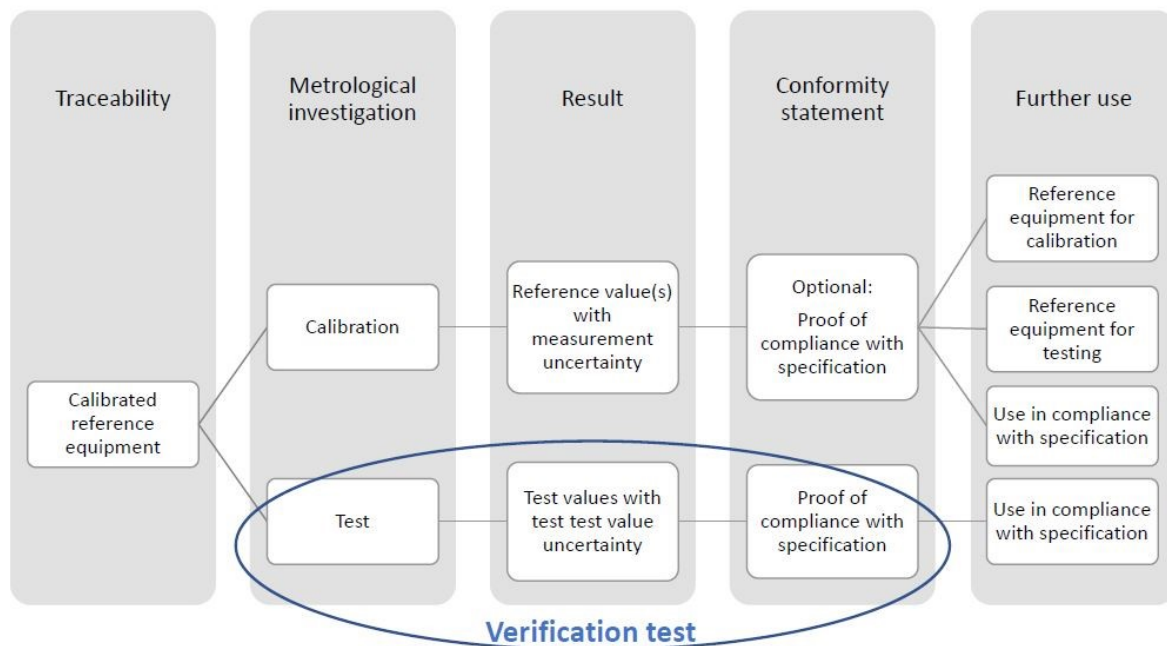 Traceability
Metrological
investigation
Result
Conformity
statement
Further use
Calibrated
reference
equipment
Calibration
Reference value(s)
with
measurement
uncertainty
Optional:
Proof of
compliance with
specification
Reference
equipment for
calibration
Reference
equipment for
testing
Use in compliance
with specification
Test
Test values with
test test value
uncertainty
Proof of
compliance with
specification
Use in compliance
with specification
Verification test